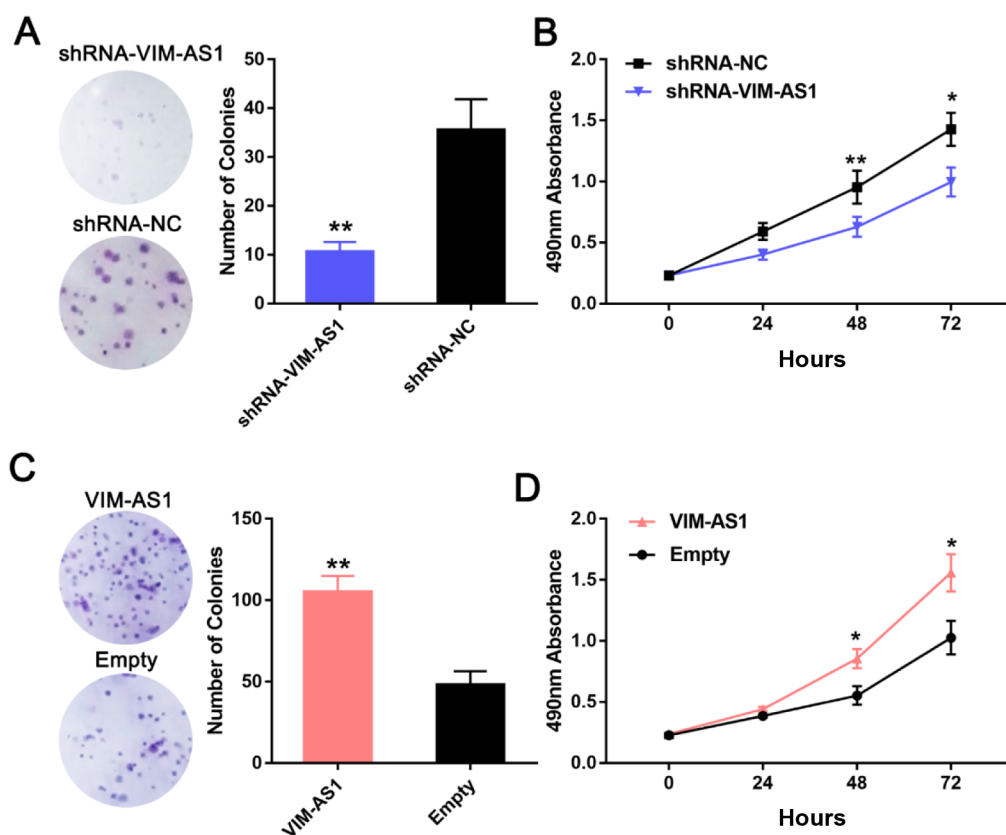 A
shRNA-VIM-AS1
shRNA-NC
Number of Colonies
50
40
30
20
10
0
**
shRNA-VIM-AS1
shRNA-NC
B
490nm Absorbance
2.0
1.5
1.0
0.5
0.0
shRNA-NC
shRNA-VIM-AS1
**
*
0 24 48 72
Hours
C
VIM-AS1
Empty
Number of Colonies
150
100
50
0
**
VIM-AS1
Empty
D
490nm Absorbance
2.0
1.5
1.0
0.5
0.0
VIM-AS1
Empty
*
*
0 24 48 72
Hours